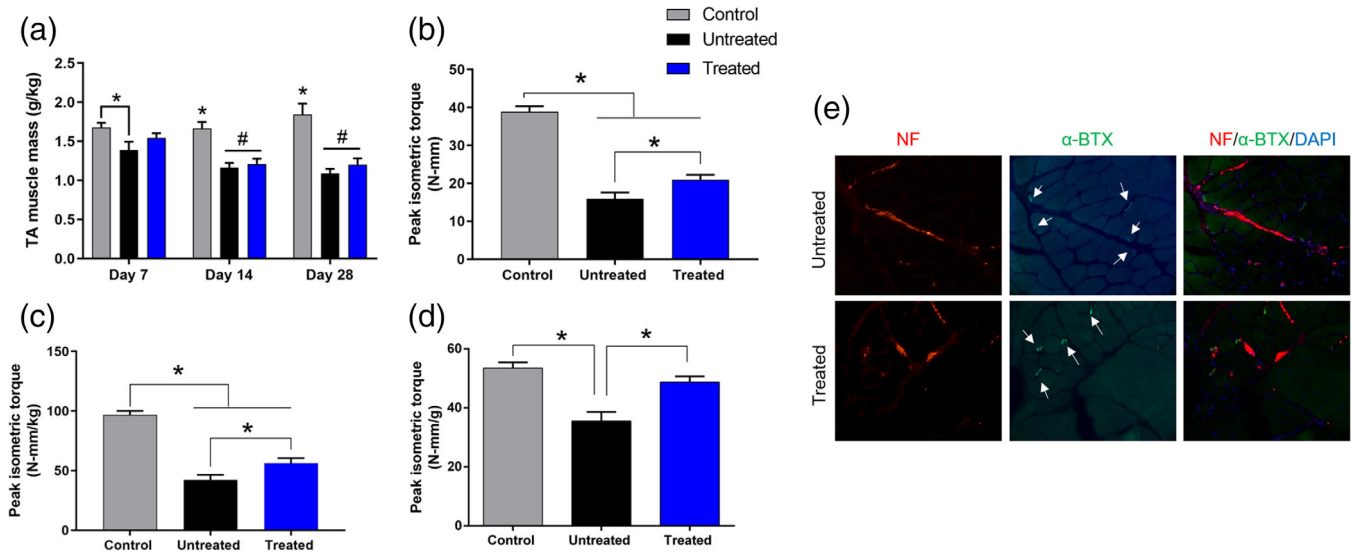 (a)
TA muscle mass (g/kg)
2.5
2.0
1.5
1.0
0.5
0.0
*
*
#
*
#
Day 7
Day 14
Day 28
(b)
Control
Untreated
Treated
Peak isometric torque
(N-mm)
50
40
30
20
10
0
*
*
Control
Untreated
Treated
(c)
Peak isometric torque
(N-mm/kg)
150
100
50
0
*
*
Control
Untreated
Treated
(d)
Peak isometric torque
(N-mm/g)
60
40
20
0
*
*
Control
Untreated
Treated
(e)
NF
α-BTX
NF/α-BTX/DAPI
Untreated
Treated